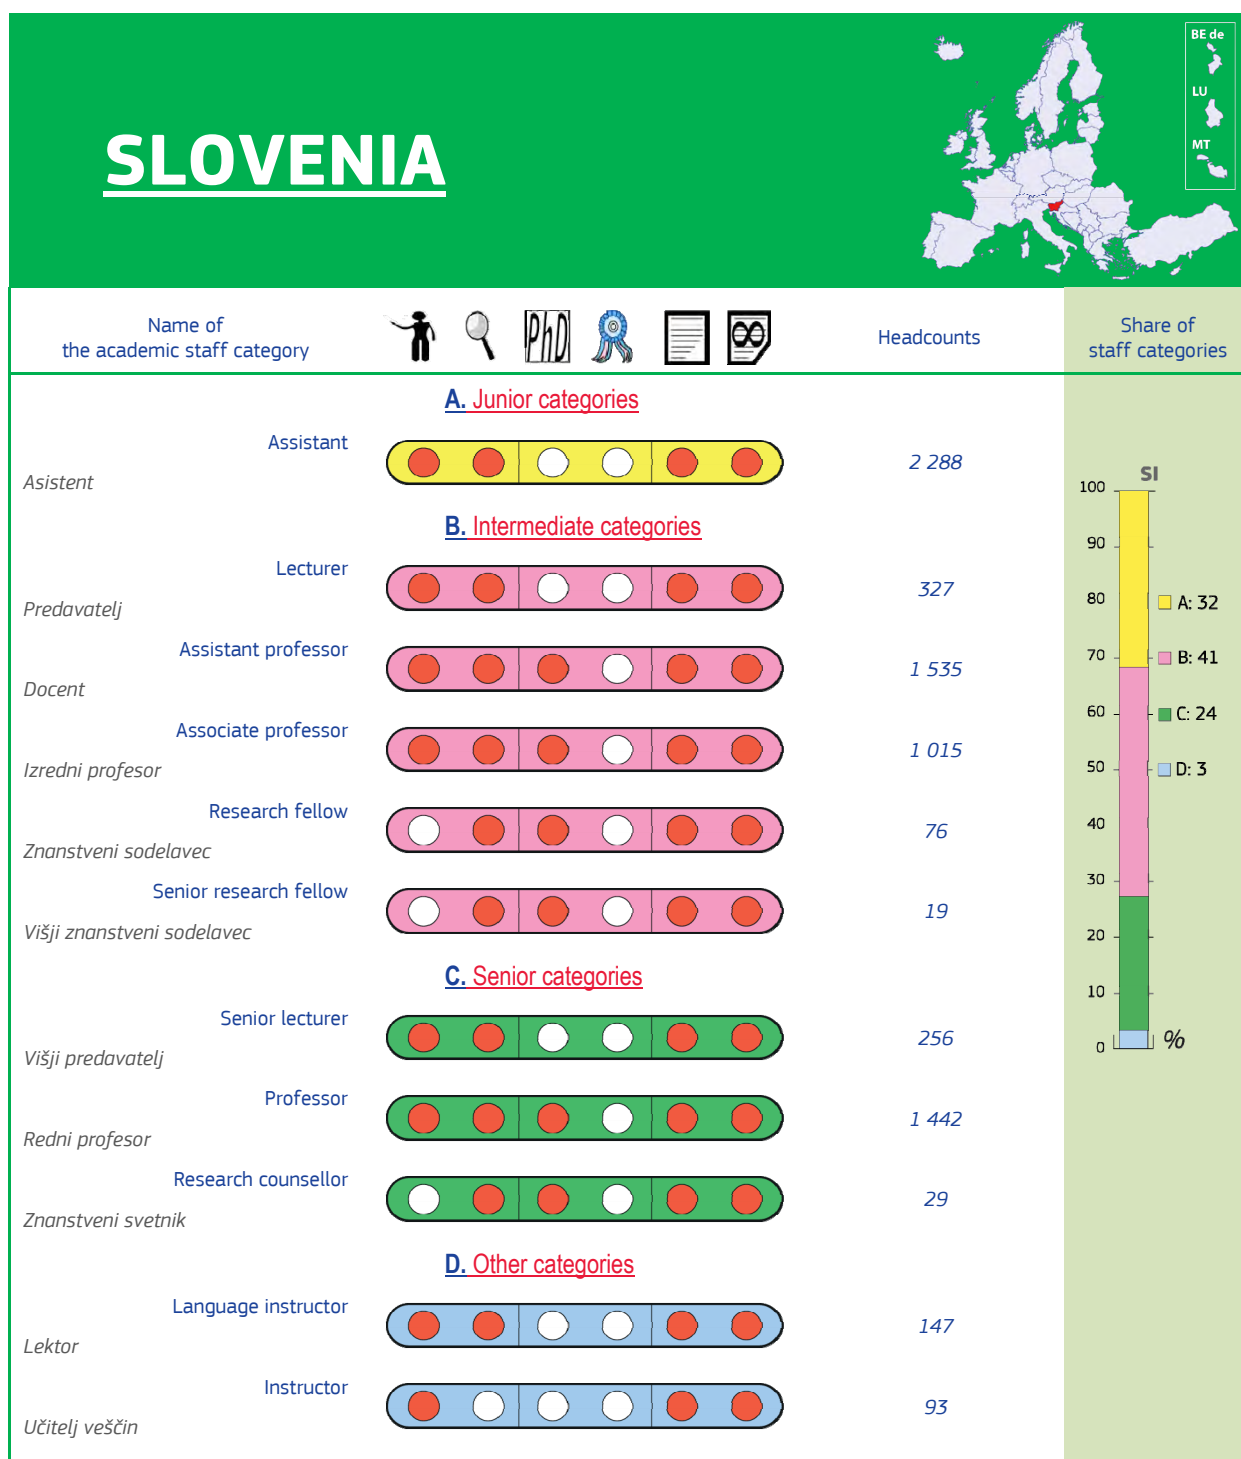 SLOVENIA
BE de
LU
MT
Name of
the academic staff category
PhD
Headcounts
Share of
staff categories
A. Junior categories
Assistant
Asistent
2 288
B. Intermediate categories
Lecturer
Predavatelj
327
Assistant professor
Docent
1 535
Associate professor
Izredni profesor
1 015
Research fellow
Znanstveni sodelavec
76
Senior research fellow
Višji znanstveni sodelavec
19
C. Senior categories
Senior lecturer
Višji predavatelj
256
Professor
Redni profesor
1 442
Research counsellor
Znanstveni svetnik
29
D. Other categories
Language instructor
Lektor
147
Instructor
Učitelj veščin
93
SI
100
90
80
70
60
50
40
30
20
10
0
%
A: 32
B: 41
C: 24
D: 3